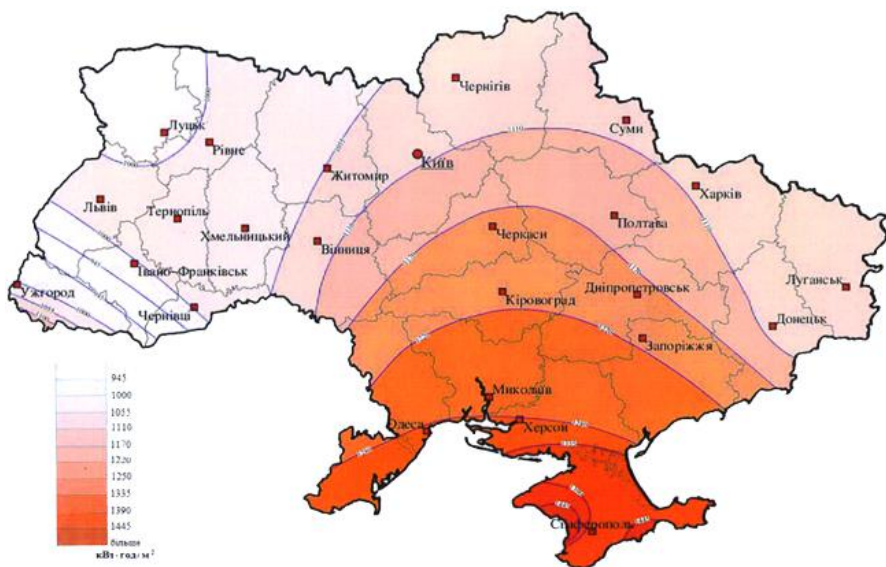 Чернігів
Луцьк
Рівне
Суми
Київ
Житомир
Харків
Львів
Тернопіль
Хмельницький
Вінниця
Черкаси
Полтава
Івано-Франківськ
Ужгород
Чернівці
Кіровоград
Дніпропетровськ
Луганськ
Донецьк
Запоріжжя
Миколаїв
Одеса
Херсон
Сімферополь
945
1000
1055
1110
1170
1220
1250
1335
1390
1445
більше
кВт·год/м²